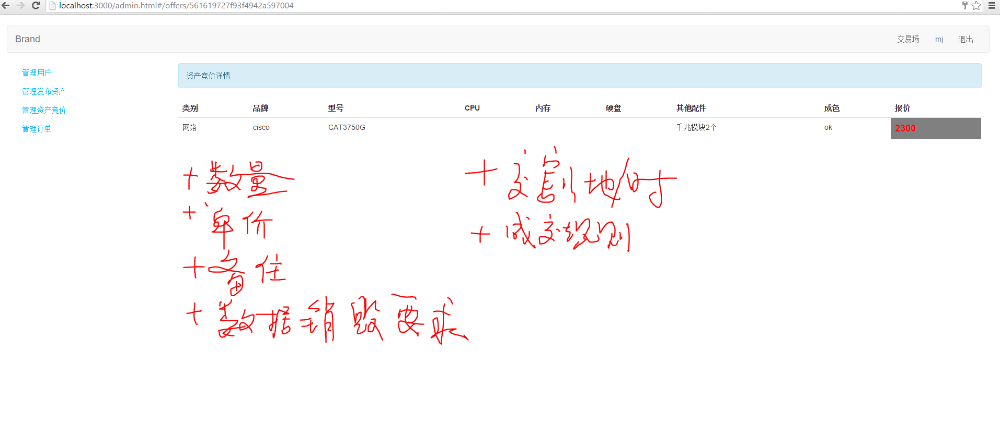 localhost:3000/admin.html#/offers/561619727f93f4942a597004
Brand 交易场 mj 退出
管理用户
管理发布资产
管理资产竞价
管理订单
资产竞价详情
类别 品牌 型号 CPU 内存 硬盘 其他配件 成色 报价
网络 cisco CAT3750G 千兆模块2个 ok 2300
+ 数量
+ 单价
+ 备住
+ 数据销毁要求
+ 交割地/时
+ 成交规则